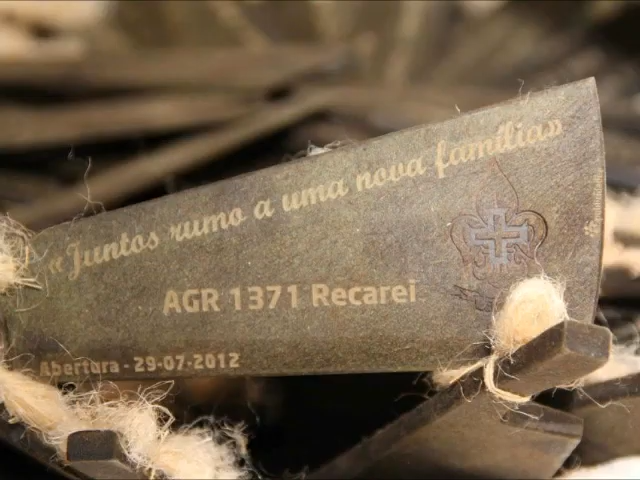 «Juntos rumo a uma nova família»
AGR 1371 Recarei
Abertura - 29-07-2012